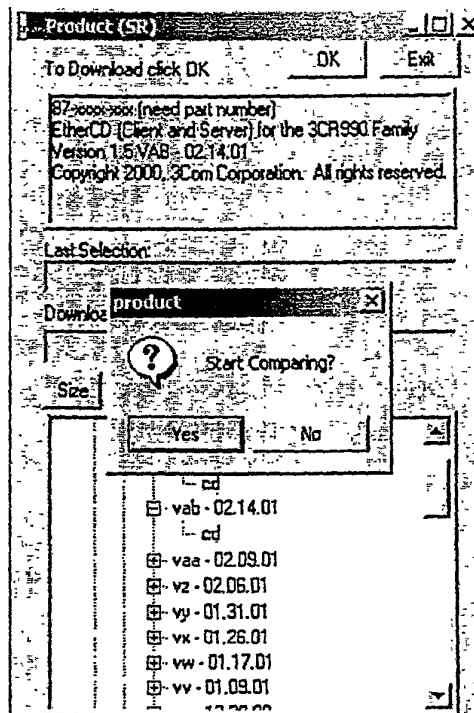 Product (SR)
To Download click OK
OK
Exit
87-xxxx-xxx (need part number)
EtherCD (Client and Server) for the 3CR990 Family
Version 1.5 VAB - 02.14.01
Copyright 2000, 3Com Corporation. All rights reserved.
Last Selection:
Downloa
product
Start Comparing?
Size
Yes
No
cd
vab - 02.14.01
cd
vaa - 02.09.01
vz - 02.06.01
vy - 01.31.01
vx - 01.26.01
vw - 01.17.01
vv - 01.09.01